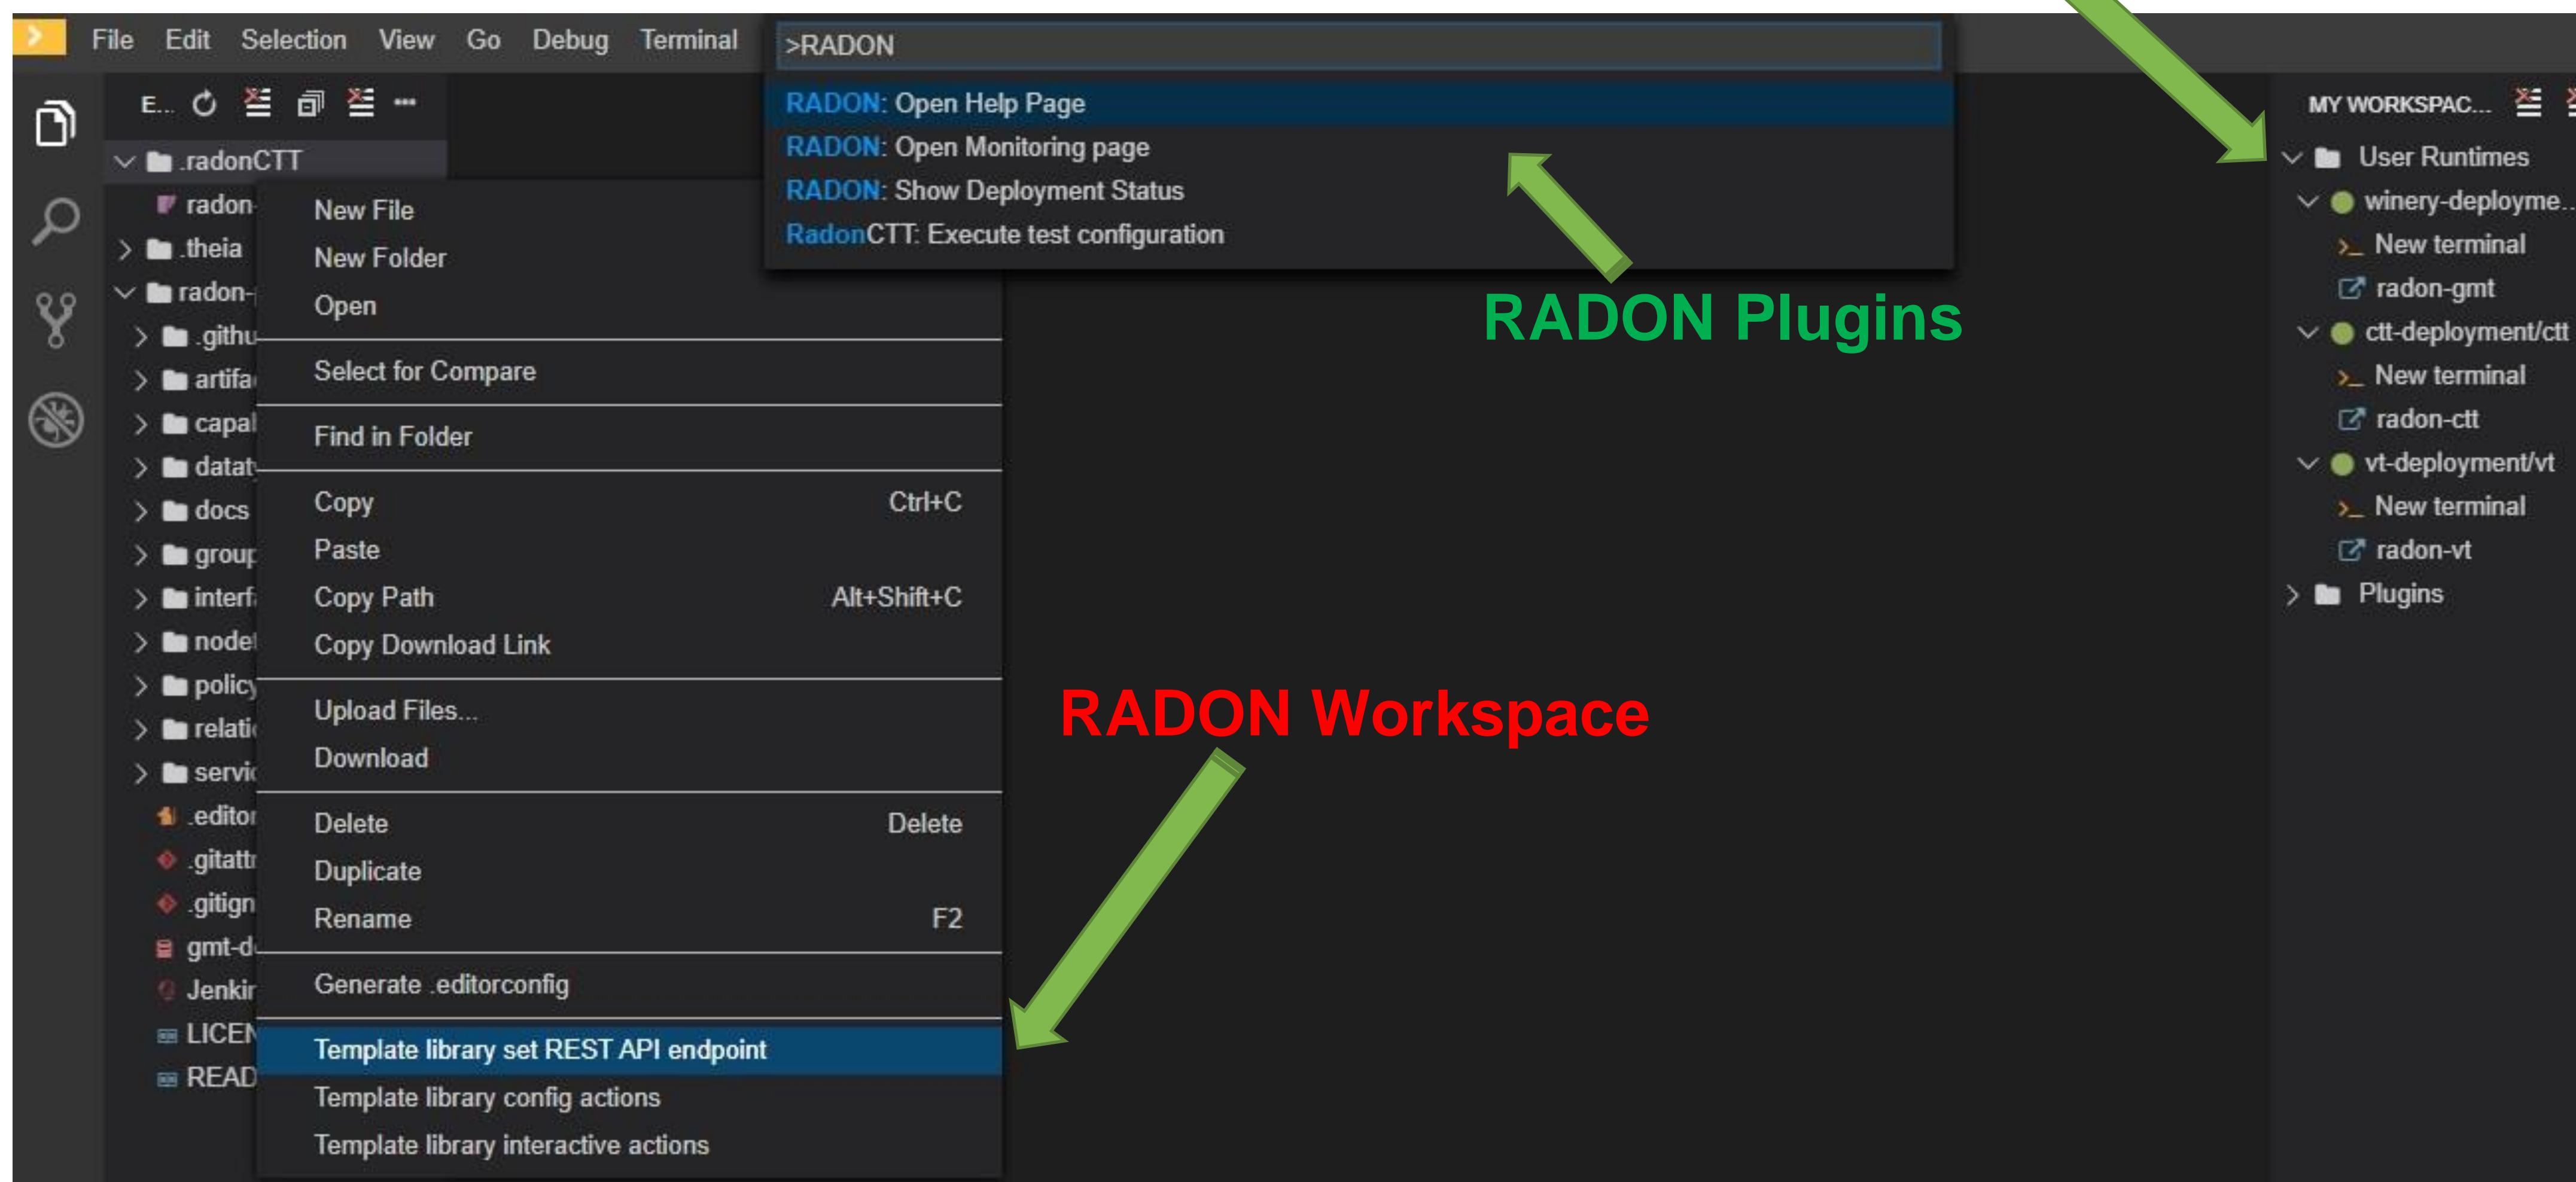 File Edit Selection View Go Debug Terminal
>RADON
RADON: Open Help Page
RADON: Open Monitoring page
RADON: Show Deployment Status
RadonCTT: Execute test configuration
E...
.radonCTT
radon-
.theia
radon-
.githu
artifa
capal
datat
docs
group
interf
node
policy
relati
servic
.editor
.gitattr
.gitign
gmt-d
Jenkir
LICEN
READ
New File
New Folder
Open
Select for Compare
Find in Folder
Copy Ctrl+C
Paste
Copy Path Alt+Shift+C
Copy Download Link
Upload Files...
Download
Delete Delete
Duplicate
Rename F2
Generate .editorconfig
Template library set REST API endpoint
Template library config actions
Template library interactive actions
RADON Plugins
RADON Workspace
MY WORKSPAC...
User Runtimes
winery-deployme...
New terminal
radon-gmt
ctt-deployment/ctt
New terminal
radon-ctt
vt-deployment/vt
New terminal
radon-vt
Plugins